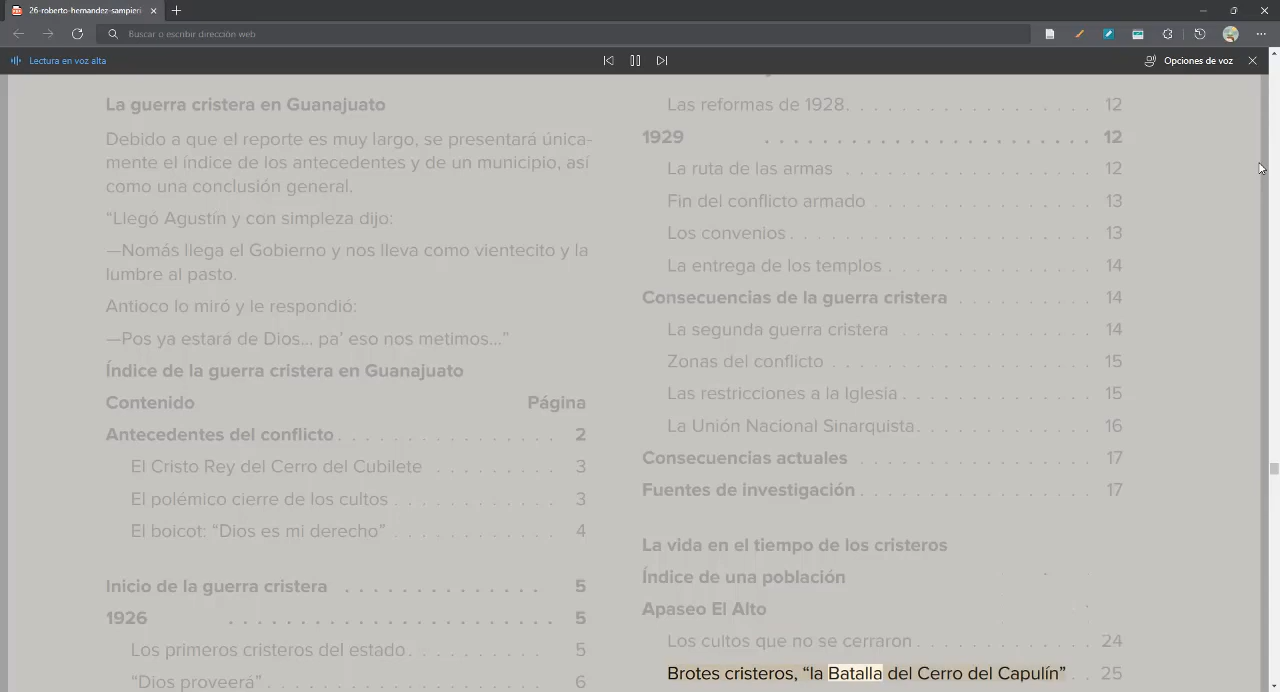 26-roberto-hernandez-sampieri
Buscar o escribir dirección web
Lectura en voz alta
Opciones de voz
La guerra cristera en Guanajuato
Debido a que el reporte es muy largo, se presentará única-
mente el índice de los antecedentes y de un municipio, así
como una conclusión general.
“Llegó Agustín y con simpleza dijo:
—Nomás llega el Gobierno y nos lleva como vientecito y la
lumbre al pasto.
Antioco lo miró y le respondió:
—Pos ya estará de Dios... pa’ eso nos metimos...”
Índice de la guerra cristera en Guanajuato
Contenido Página
Antecedentes del conflicto . . . . . . . . . . . . . 2
El Cristo Rey del Cerro del Cubilete . . . . . . . . . 3
El polémico cierre de los cultos . . . . . . . . . . . 3
El boicot: “Dios es mi derecho” . . . . . . . . . . . 4
Inicio de la guerra cristera . . . . . . . . . . . . . 5
1926 . . . . . . . . . . . . . . . . . . . . 5
Los primeros cristeros del estado . . . . . . . . . . 5
“Dios proveerá” . . . . . . . . . . . . . . . . . 6
Las reformas de 1928 . . . . . . . . . . . . . . 12
1929 . . . . . . . . . . . . . . . . . . . . 12
La ruta de las armas . . . . . . . . . . . . . . 12
Fin del conflicto armado . . . . . . . . . . . . . 13
Los convenios . . . . . . . . . . . . . . . . . 13
La entrega de los templos . . . . . . . . . . . . 14
Consecuencias de la guerra cristera . . . . . . . . 14
La segunda guerra cristera . . . . . . . . . . . . 14
Zonas del conflicto . . . . . . . . . . . . . . . 15
Las restricciones a la Iglesia . . . . . . . . . . . 15
La Unión Nacional Sinarquista . . . . . . . . . . . 16
Consecuencias actuales . . . . . . . . . . . . . 17
Fuentes de investigación . . . . . . . . . . . . . 17
La vida en el tiempo de los cristeros
Índice de una población
Apaseo El Alto
Los cultos que no se cerraron . . . . . . . . . . . 24
Brotes cristeros, “la Batalla del Cerro del Capulín” . . 25